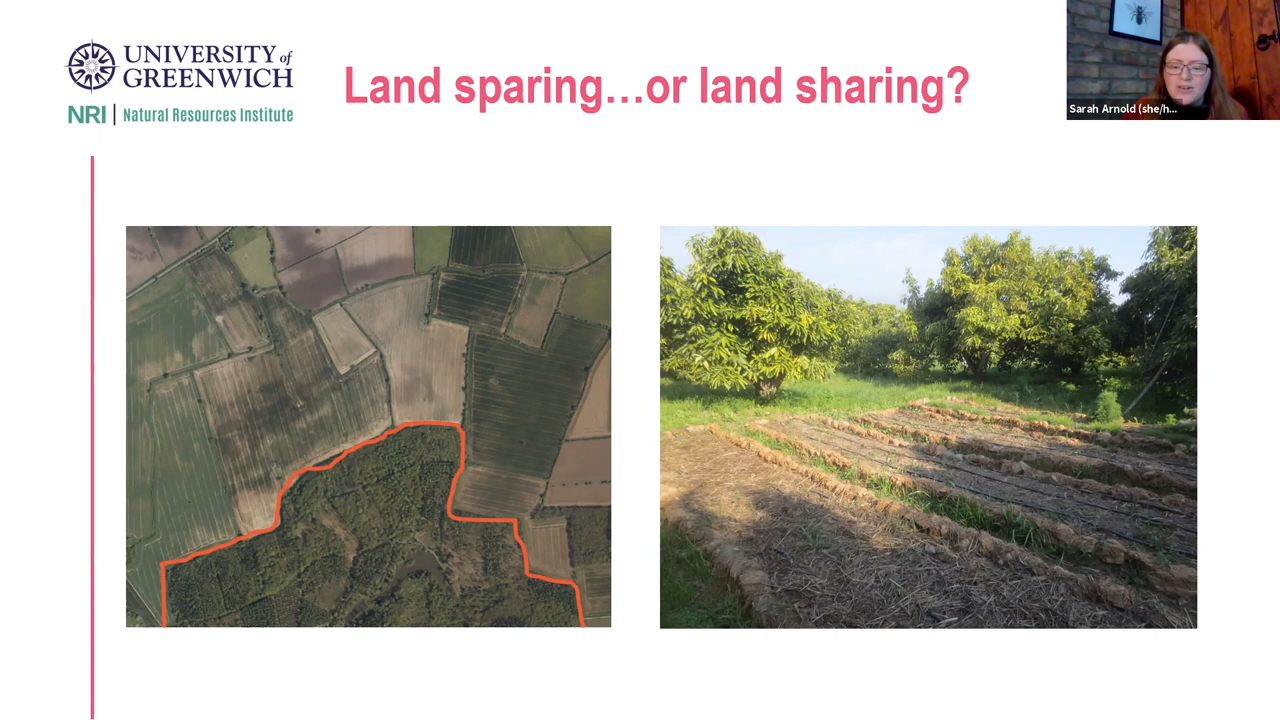 UNIVERSITY of
GREENWICH
NRI | Natural Resources Institute
Land sparing...or land sharing?
Sarah Arnold (she/h...